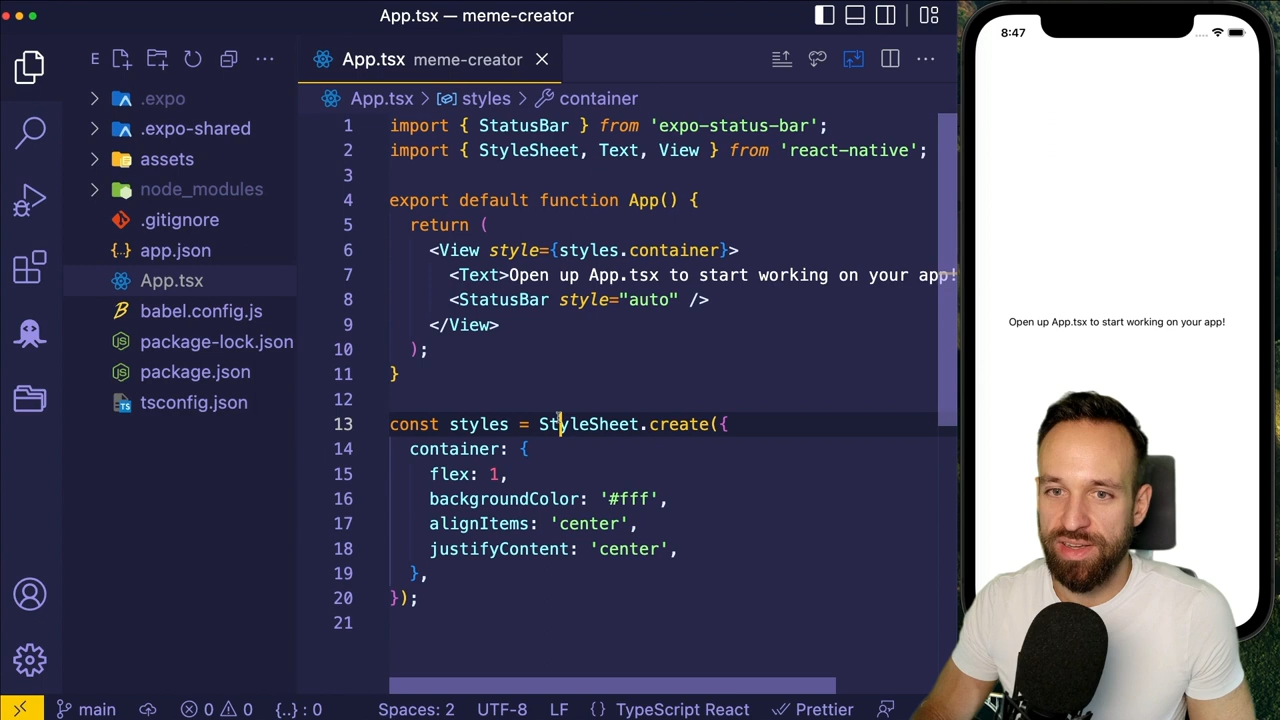 App.tsx — meme-creator
E
App.tsx meme-creator
App.tsx > styles > container
.expo
.expo-shared
assets
node_modules
.gitignore
app.json
App.tsx
babel.config.js
package-lock.json
package.json
tsconfig.json
1 import { StatusBar } from 'expo-status-bar';
2 import { StyleSheet, Text, View } from 'react-native';
3
4 export default function App() {
5 return (
6 <View style={styles.container}>
7 <Text>Open up App.tsx to start working on your app!
8 <StatusBar style="auto" />
9 </View>
10 );
11 }
12
13 const styles = StyleSheet.create({
14 container: {
15 flex: 1,
16 backgroundColor: '#fff',
17 alignItems: 'center',
18 justifyContent: 'center',
19 },
20 });
21
main 0 0 {..} : 0 Spaces: 2 UTF-8 LF {} TypeScript React Prettier
8:47
Open up App.tsx to start working on your app!